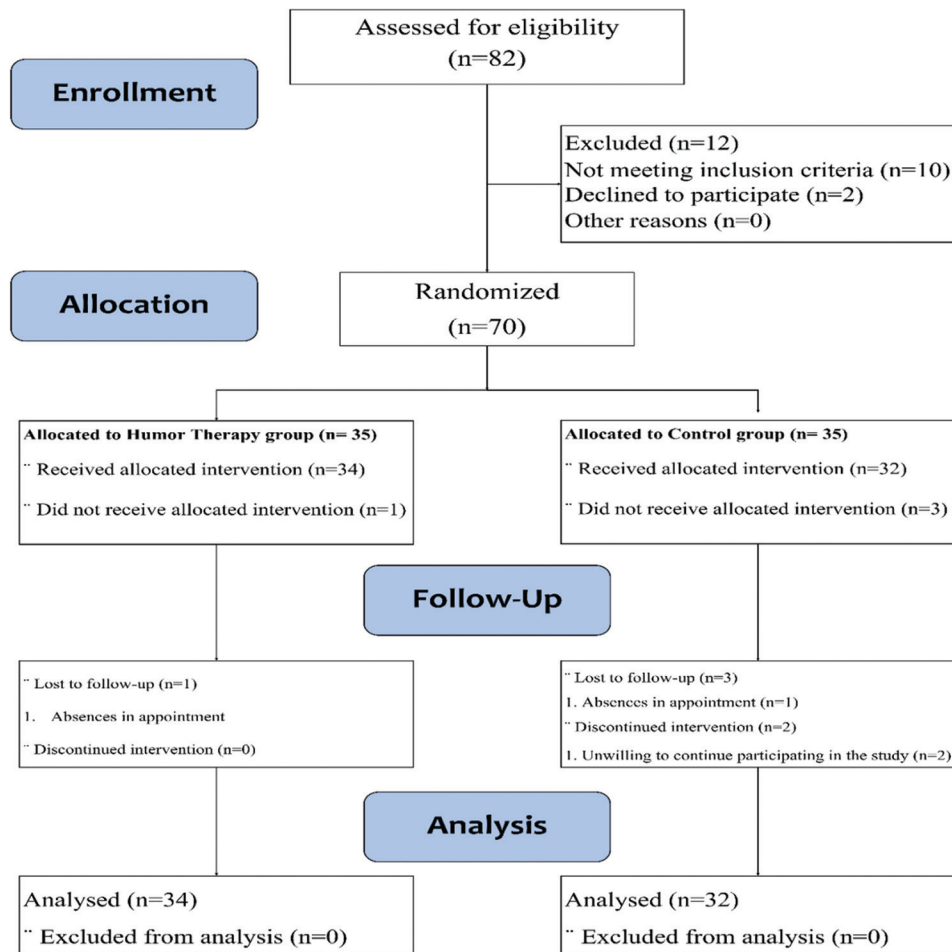 Assessed for eligibility
(n=82)
Enrollment
Excluded (n=12)
Not meeting inclusion criteria (n=10)
Declined to participate (n=2)
Other reasons (n=0)
Allocation
Randomized
(n=70)
Allocated to Humor Therapy group (n= 35)
¨ Received allocated intervention (n=34)
¨ Did not receive allocated intervention (n=1)
Allocated to Control group (n= 35)
¨ Received allocated intervention (n=32)
¨ Did not receive allocated intervention (n=3)
Follow-Up
¨ Lost to follow-up (n=1)
1. Absences in appointment
¨ Discontinued intervention (n=0)
¨ Lost to follow-up (n=3)
1. Absences in appointment (n=1)
¨ Discontinued intervention (n=2)
1. Unwilling to continue participating in the study (n=2)
Analysis
Analysed (n=34)
¨ Excluded from analysis (n=0)
Analysed (n=32)
¨ Excluded from analysis (n=0)